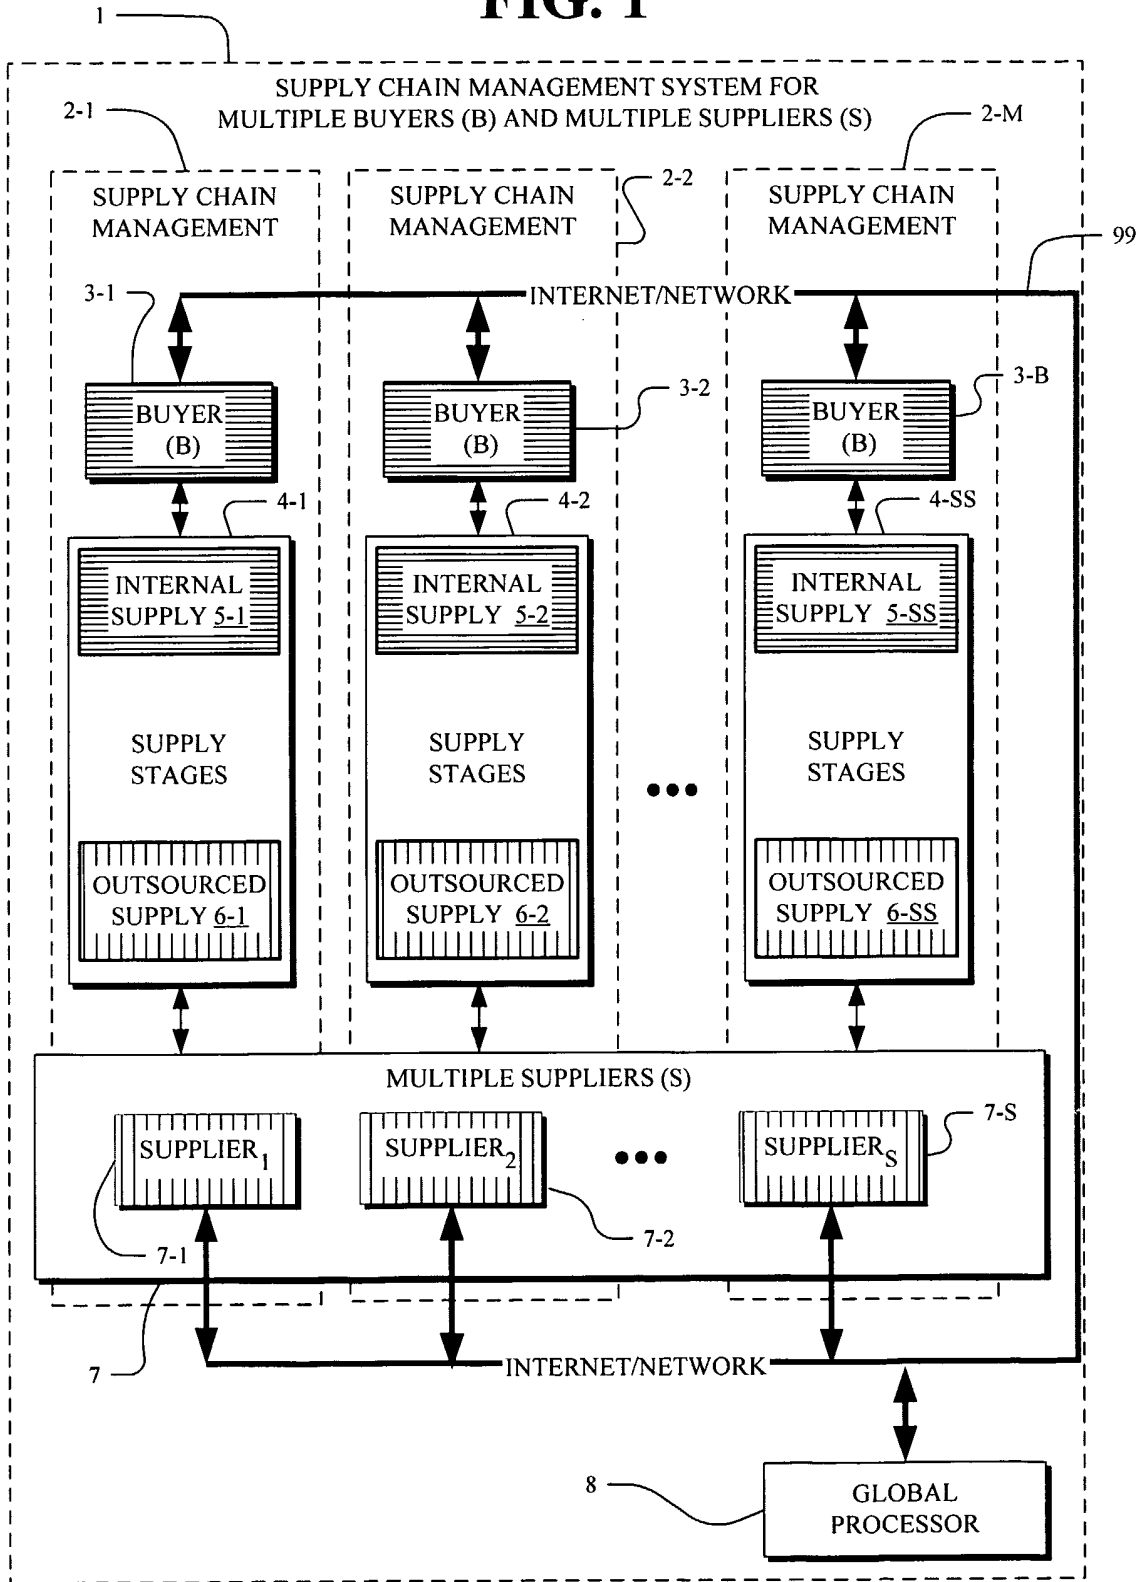 FIG. 1
1
SUPPLY CHAIN MANAGEMENT SYSTEM FOR
MULTIPLE BUYERS (B) AND MULTIPLE SUPPLIERS (S)
2-1
2-M
SUPPLY CHAIN
MANAGEMENT
SUPPLY CHAIN
MANAGEMENT
2-2
SUPPLY CHAIN
MANAGEMENT
99
3-1
INTERNET/NETWORK
BUYER
(B)
BUYER
(B)
3-2
BUYER
(B)
3-B
4-1
4-2
4-SS
INTERNAL
SUPPLY 5-1
INTERNAL
SUPPLY 5-2
INTERNAL
SUPPLY 5-SS
SUPPLY
STAGES
SUPPLY
STAGES
SUPPLY
STAGES
OUTSOURCED
SUPPLY 6-1
OUTSOURCED
SUPPLY 6-2
OUTSOURCED
SUPPLY 6-SS
MULTIPLE SUPPLIERS (S)
SUPPLIER1
SUPPLIER2
SUPPLIERS
7-S
7-1
7-2
7
INTERNET/NETWORK
8
GLOBAL
PROCESSOR